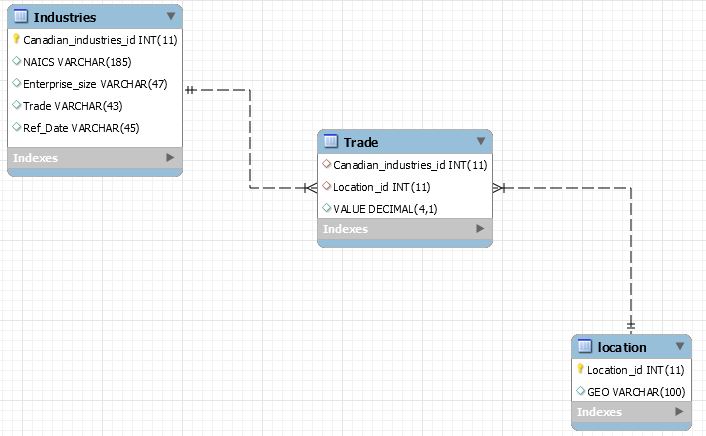 Industries
Canadian_industries_id INT(11)
NAICS VARCHAR(185)
Enterprise_size VARCHAR(47)
Trade VARCHAR(43)
Ref_Date VARCHAR(45)
Indexes
Trade
Canadian_industries_id INT(11)
Location_id INT(11)
VALUE DECIMAL(4,1)
Indexes
location
Location_id INT(11)
GEO VARCHAR(100)
Indexes